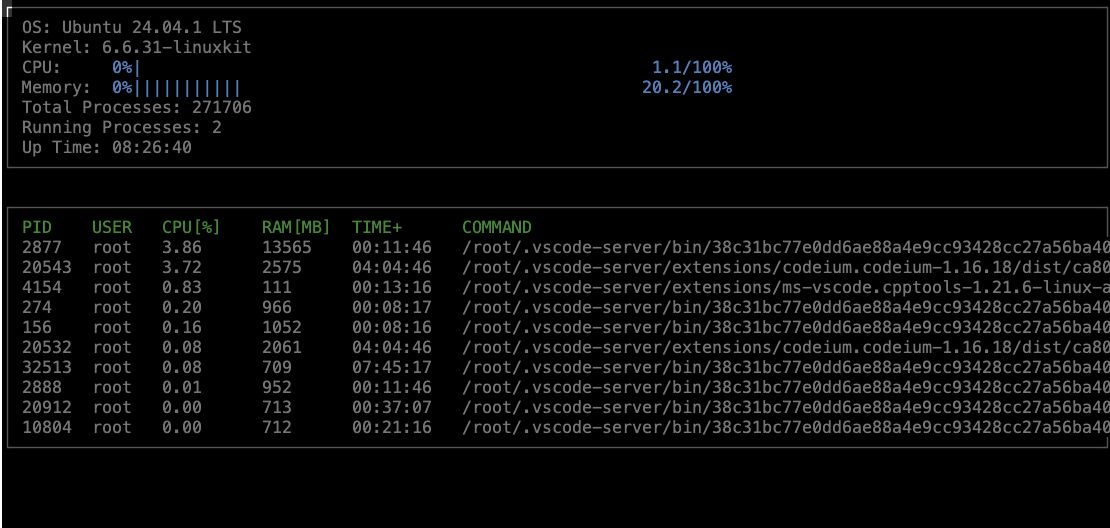 OS: Ubuntu 24.04.1 LTS
Kernel: 6.6.31-linuxkit
CPU: 0%| 1.1/100%
Memory: 0%||||||||||| 20.2/100%
Total Processes: 271706
Running Processes: 2
Up Time: 08:26:40
PID USER CPU[%] RAM[MB] TIME+ COMMAND
2877 root 3.86 13565 00:11:46 /root/.vscode-server/bin/38c31bc77e0dd6ae88a4e9cc93428cc27a56ba40
20543 root 3.72 2575 04:04:46 /root/.vscode-server/extensions/codeium.codeium-1.16.18/dist/ca80
4154 root 0.83 111 00:13:16 /root/.vscode-server/extensions/ms-vscode.cpptools-1.21.6-linux-a
274 root 0.20 966 00:08:17 /root/.vscode-server/bin/38c31bc77e0dd6ae88a4e9cc93428cc27a56ba40
156 root 0.16 1052 00:08:16 /root/.vscode-server/bin/38c31bc77e0dd6ae88a4e9cc93428cc27a56ba40
20532 root 0.08 2061 04:04:46 /root/.vscode-server/extensions/codeium.codeium-1.16.18/dist/ca80
32513 root 0.08 709 07:45:17 /root/.vscode-server/bin/38c31bc77e0dd6ae88a4e9cc93428cc27a56ba40
2888 root 0.01 952 00:11:46 /root/.vscode-server/bin/38c31bc77e0dd6ae88a4e9cc93428cc27a56ba40
20912 root 0.00 713 00:37:07 /root/.vscode-server/bin/38c31bc77e0dd6ae88a4e9cc93428cc27a56ba40
10804 root 0.00 712 00:21:16 /root/.vscode-server/bin/38c31bc77e0dd6ae88a4e9cc93428cc27a56ba40